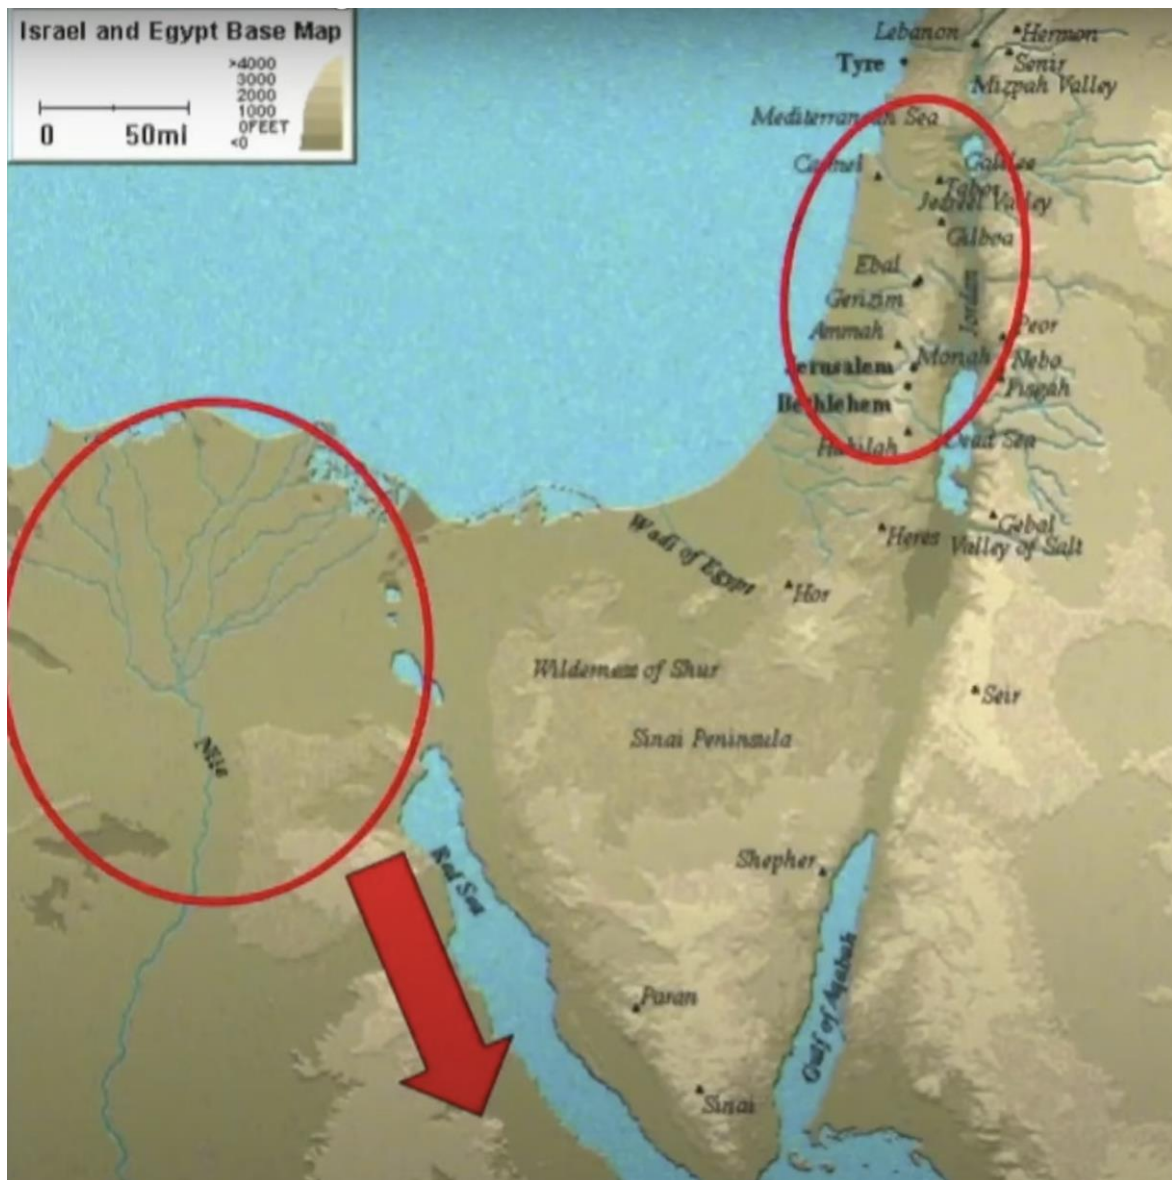 Israel and Egypt Base Map
>4000
3000
2000
1000
0FEET
<0
0 50mi
Lebanon
Hermon
Tyre
Senir
Mizpah Valley
Mediterranean Sea
Carmel
Galilee
Tabor
Jezreel Valley
Gilboa
Ebal
Gerizim
Jordan
Ammah
Peor
Jerusalem
Moriah
Nebo
Pisgah
Bethlehem
Hakilah
Dead Sea
Wadi of Egypt
Heres
Gebal
Valley of Salt
Hor
Wilderness of Shur
Seir
Sinai Peninsula
Nile
Red Sea
Shepher
Gulf of Aqabah
Paran
Sinai